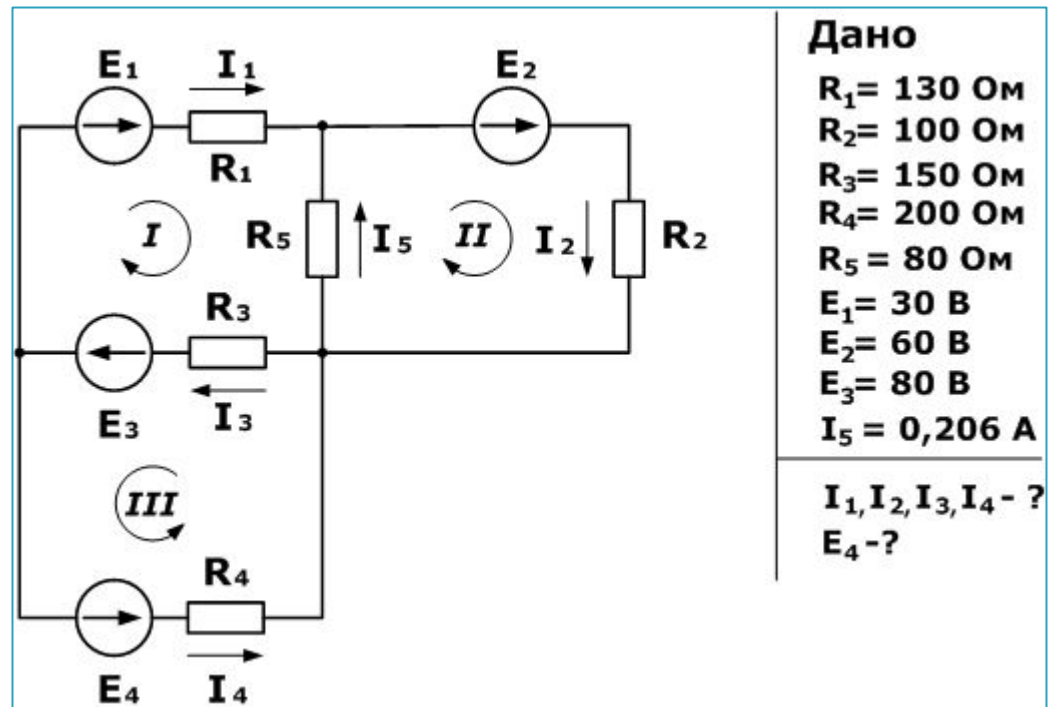 E₁ I₁ E₂
R₁
I R₅ I₅ II I₂ R₂
R₃
E₃ I₃
III
R₄
E₄ I₄
Дано
R₁= 130 Ом
R₂= 100 Ом
R₃= 150 Ом
R₄= 200 Ом
R₅ = 80 Ом
E₁= 30 В
E₂= 60 В
E₃= 80 В
I₅ = 0,206 А
I₁, I₂, I₃, I₄ - ?
E₄ -?